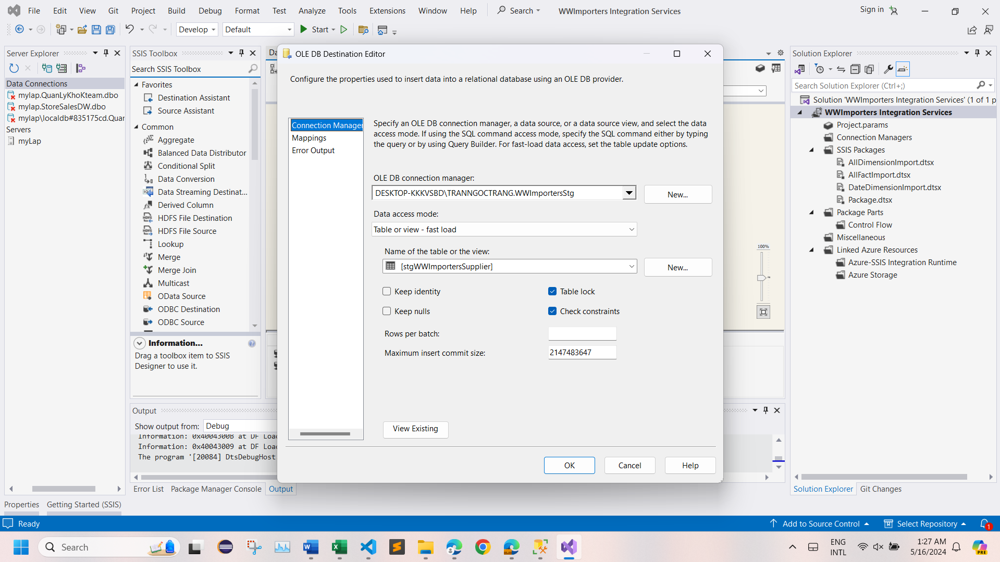 File Edit View Git Project Build Debug Format Test Analyze Tools Extensions Window Help Search WWImporters Integration Services Sign in
Develop Default Start
Server Explorer
Data Connections
mylap.QuanLyKhoKteam.dbo
mylap.StoreSalesDW.dbo
mylap\localdb#835175cd.Quar
Servers
myLap
SSIS Toolbox
Search SSIS Toolbox
Favorites
Destination Assistant
Source Assistant
Common
Aggregate
Balanced Data Distributor
Conditional Split
Data Conversion
Data Streaming Destinat...
Derived Column
HDFS File Destination
HDFS File Source
Lookup
Merge
Merge Join
Multicast
OData Source
ODBC Destination
ODBC Source
Information...
Drag a toolbox item to SSIS
Designer to use it.
Da
OLE DB Destination Editor
Configure the properties used to insert data into a relational database using an OLE DB provider.
Connection Manager
Mappings
Error Output
Specify an OLE DB connection manager, a data source, or a data source view, and select the data
access mode. If using the SQL command access mode, specify the SQL command either by typing
the query or by using Query Builder. For fast-load data access, set the table update options.
OLE DB connection manager:
DESKTOP-KKKVSBD\TRANNGOCTRANG.WWImportersStg
New...
Data access mode:
Table or view - fast load
Name of the table or the view:
[stgWWImportersSupplier]
New...
Keep identity
Table lock
Keep nulls
Check constraints
Rows per batch:
Maximum insert commit size:
2147483647
View Existing
OK
Cancel
Help
100%
Solution Explorer
Search Solution Explorer (Ctrl+;)
Solution 'WWImporters Integration Services' (1 of 1 p
WWImporters Integration Services
Project.params
Connection Managers
SSIS Packages
AllDimensionImport.dtsx
AllFactImport.dtsx
DateDimensionImport.dtsx
Package.dtsx
Package Parts
Control Flow
Miscellaneous
Linked Azure Resources
Azure-SSIS Integration Runtime
Azure Storage
Solution Explorer Git Changes
Output
Show output from: Debug
Information: 0x4004300B at DF Load
Information: 0x40043009 at DF Load
The program '[20084] DtsDebugHost
Error List Package Manager Console Output
Properties Getting Started (SSIS)
Ready
Add to Source Control
Select Repository
1
Search
ENG
INTL
1:27 AM
5/16/2024
PRE